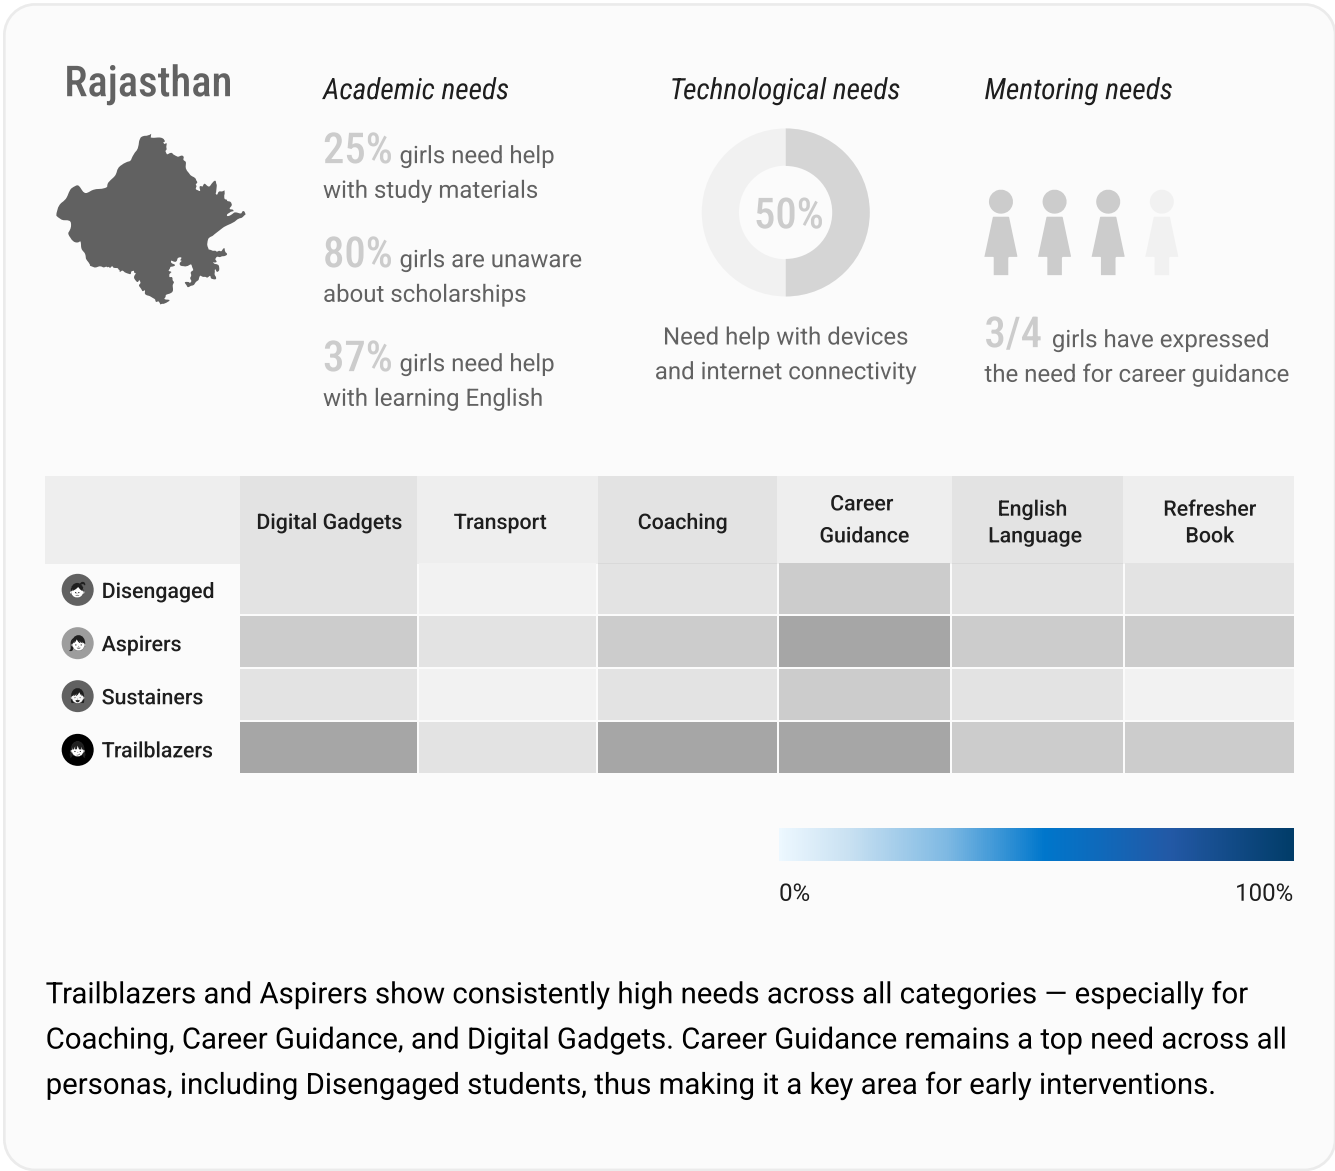 Rajasthan
Academic needs
25% girls need help
with study materials
80% girls are unaware
about scholarships
37% girls need help
with learning English
Technological needs
50%
Need help with devices
and internet connectivity
Mentoring needs
3/4 girls have expressed
the need for career guidance
Digital Gadgets
Transport
Coaching
Career
Guidance
English
Language
Refresher
Book
Disengaged
Aspirers
Sustainers
Trailblazers
0%
100%
Trailblazers and Aspirers show consistently high needs across all categories — especially for
Coaching, Career Guidance, and Digital Gadgets. Career Guidance remains a top need across all
personas, including Disengaged students, thus making it a key area for early interventions.